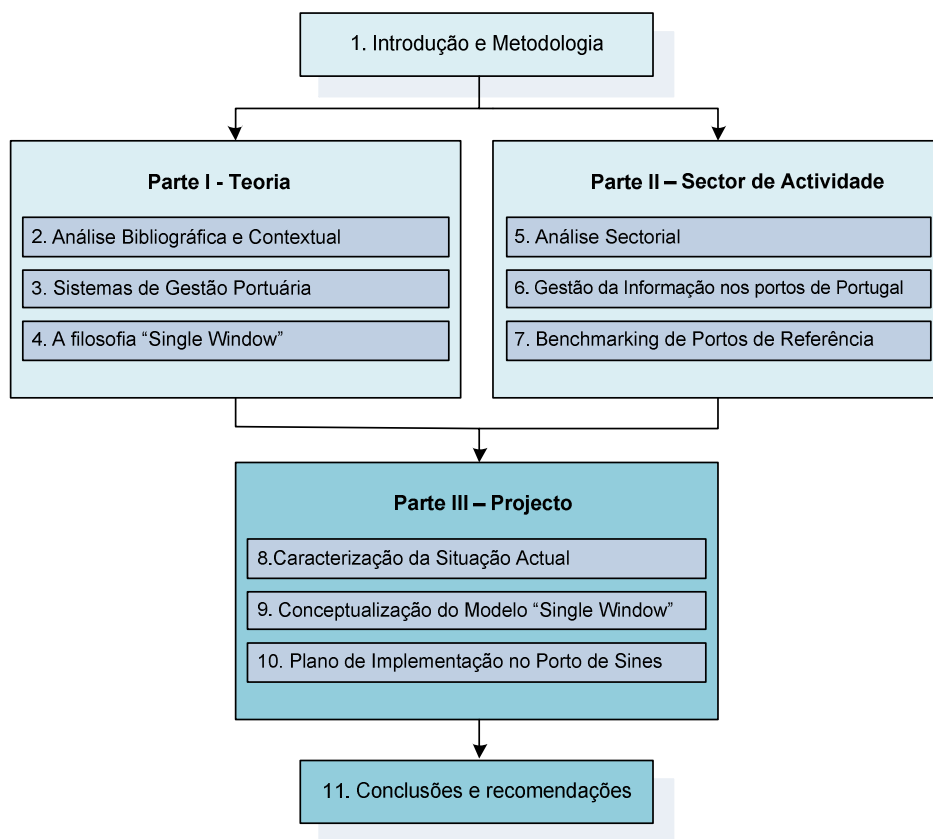 1. Introdução e Metodologia
Parte I - Teoria
2. Análise Bibliográfica e Contextual
3. Sistemas de Gestão Portuária
4. A filosofia “Single Window”
Parte II – Sector de Actividade
5. Análise Sectorial
6. Gestão da Informação nos portos de Portugal
7. Benchmarking de Portos de Referência
Parte III – Projecto
8.Caracterização da Situação Actual
9. Conceptualização do Modelo “Single Window”
10. Plano de Implementação no Porto de Sines
11. Conclusões e recomendações